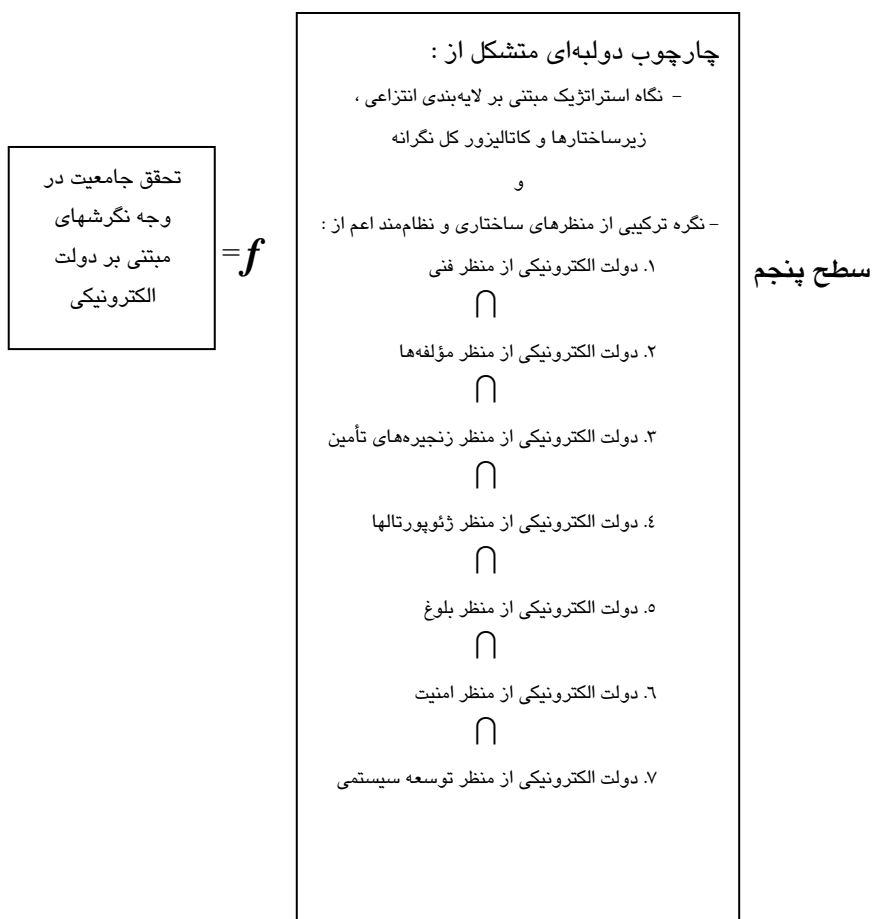 سطح پنجم
چارچوب دولبه‌ای متشکل از :
- نگاه استراتژیک مبتنی بر لایه‌بندی انتزاعی ،
زیرساختارها و کاتالیزور کل نگرانه
و
- نگره ترکیبی از منظرهای ساختاری و نظام‌مند اعم از :
۱. دولت الکترونیکی از منظر فنی
⋂
۲. دولت الکترونیکی از منظر مؤلفه‌ها
⋂
۳. دولت الکترونیکی از منظر زنجیره‌های تأمین
⋂
٤. دولت الکترونیکی از منظر ژئوپورتالها
⋂
٥. دولت الکترونیکی از منظر بلوغ
⋂
٦. دولت الکترونیکی از منظر امنیت
⋂
۷. دولت الکترونیکی از منظر توسعه سیستمی
=f
تحقق جامعیت در
وجه نگرشهای
مبتنی بر دولت
الکترونیکی